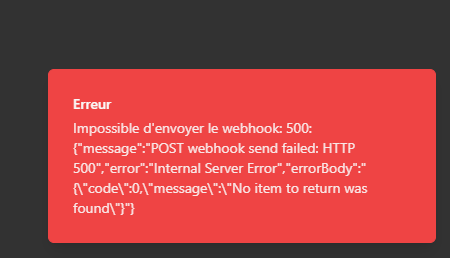 Erreur
Impossible d'envoyer le webhook: 500:
{"message":"POST webhook send failed: HTTP
500","error":"Internal Server Error","errorBody":"
{\"code\":0,\"message\":\"No item to return was
found\"}"}